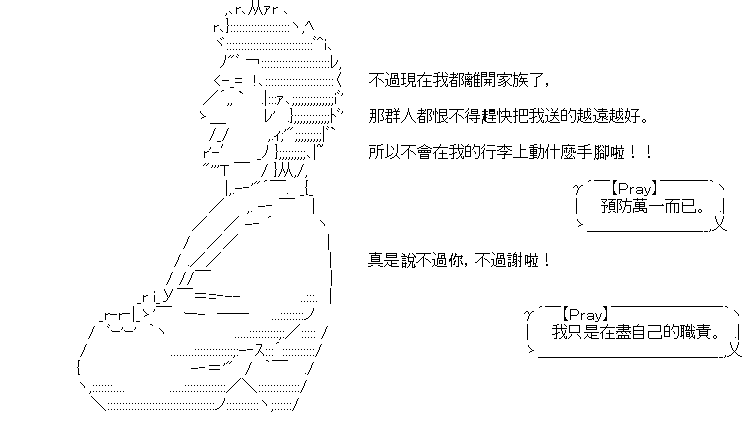 不過現在我都離開家族了,
那群人都恨不得趕快把我送的越遠越好。
所以不會在我的行李上動什麼手腳啦！！
【Pray】
預防萬一而已。
真是說不過你, 不過謝啦！
【Pray】
我只是在盡自己的職責。